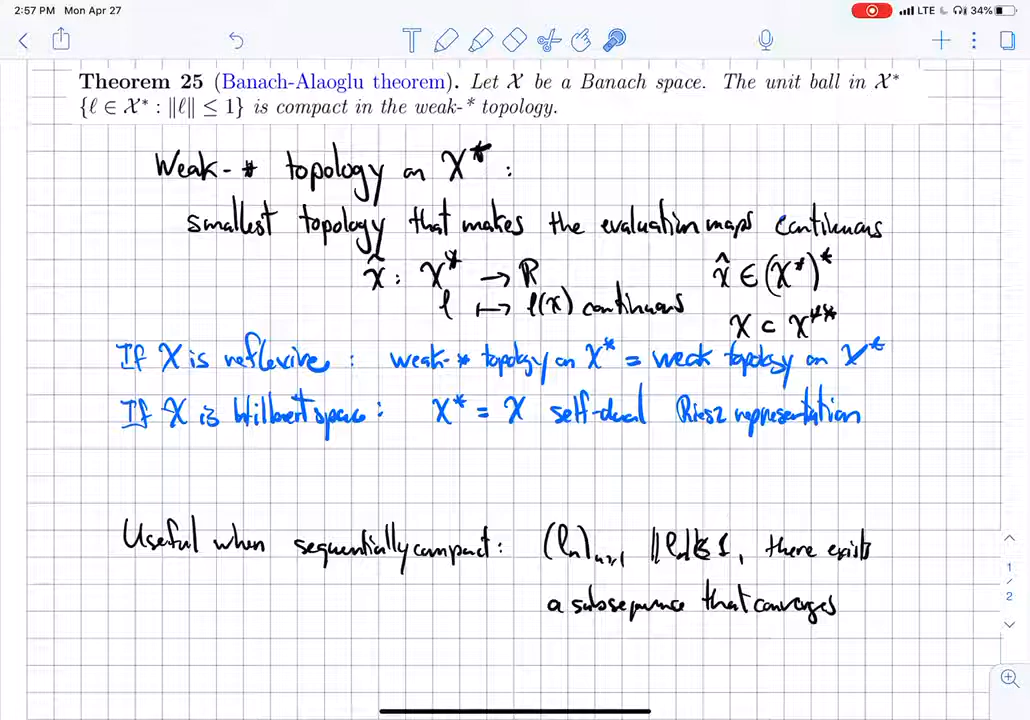 2:57 PM Mon Apr 27
LTE 34%
Theorem 25 (Banach-Alaoglu theorem). Let X be a Banach space. The unit ball in X*
{ℓ ∈ X* : ‖ℓ‖ ≤ 1} is compact in the weak-* topology.
Weak-* topology on X* :
smallest topology that makes the evaluation maps continuous
x̂ : X* → ℝ x̂ ∈ (X*)*
ℓ ↦ ℓ(x) continuous
X ⊂ X**
If X is reflexive : weak-* topology on X* = weak topology on X*
If X is Hilbert space : X* = X self-dual Riesz representation
Useful when sequentially compact : (ℓn)n≥1 ‖ℓn‖≤1, there exists
a subsequence that converges
1
2